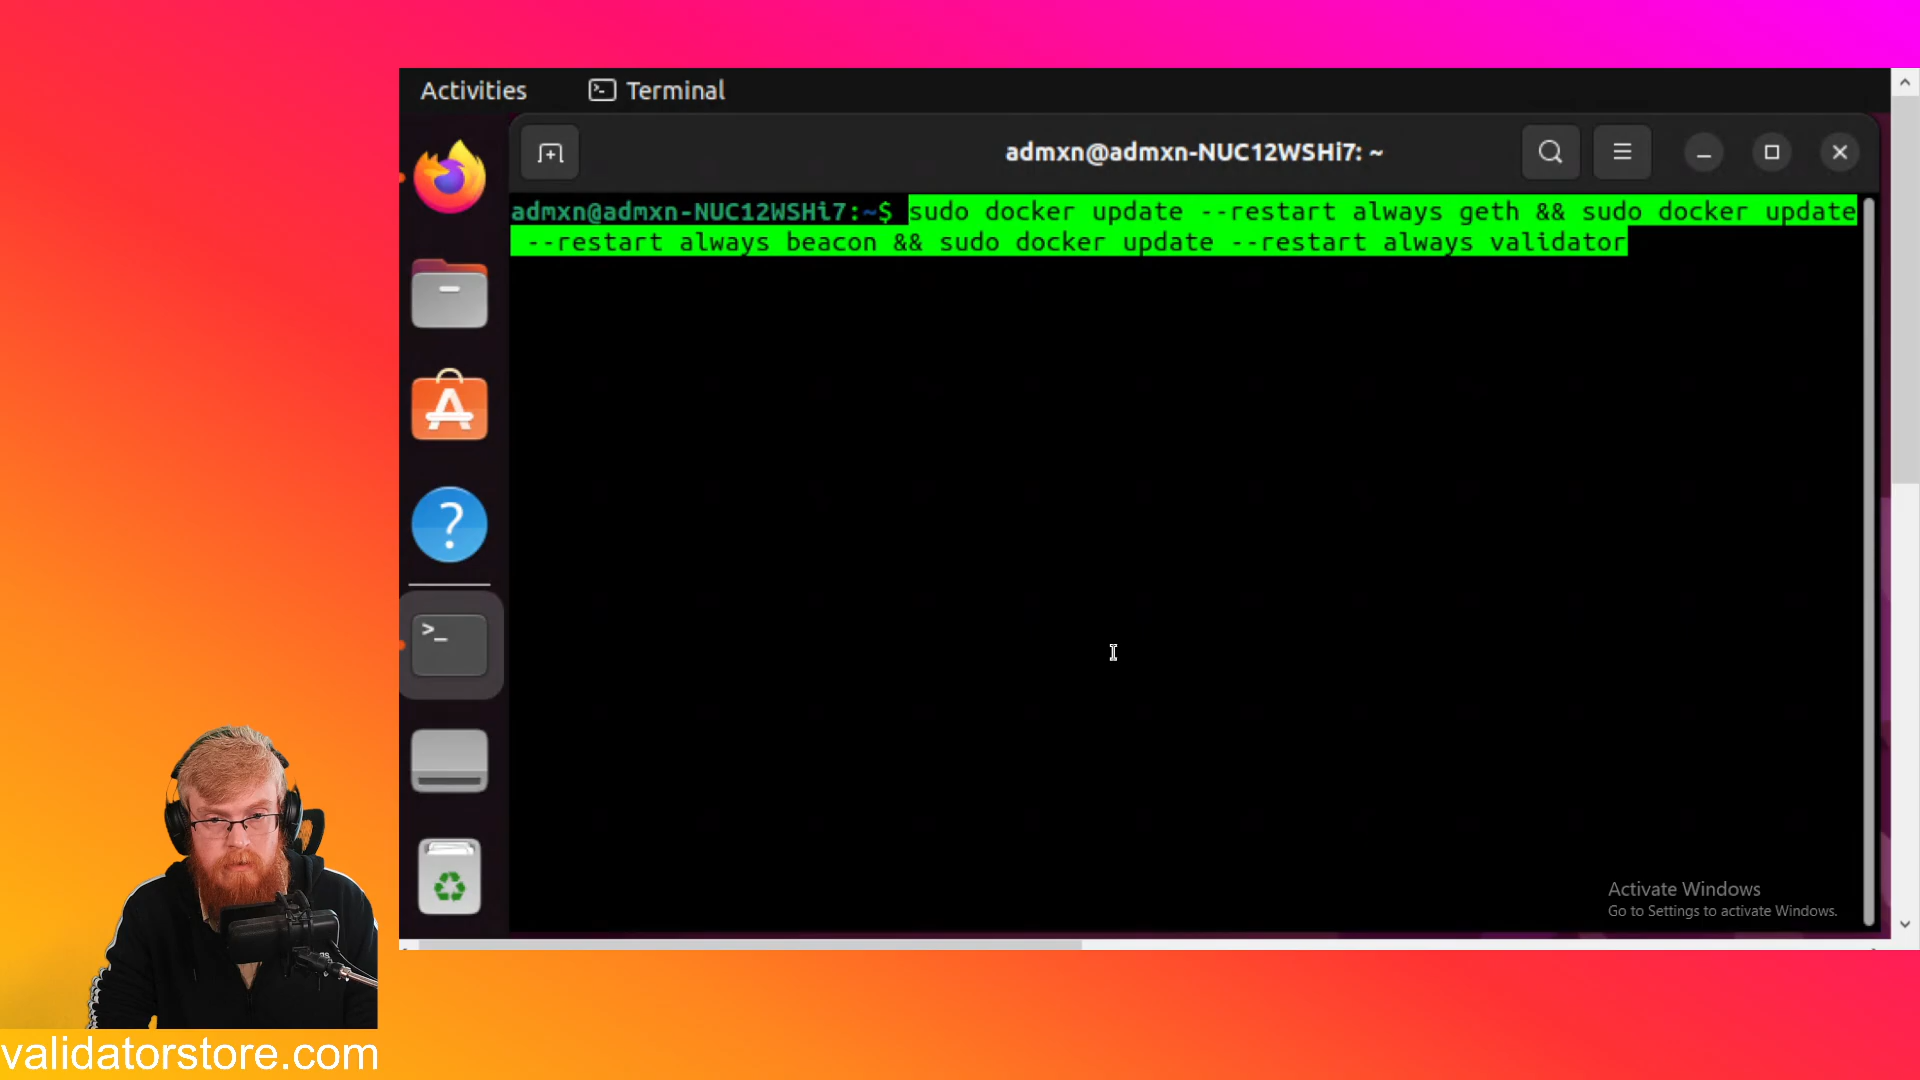 Activities
Terminal
admxn@admxn-NUC12WSHi7: ~
admxn@admxn-NUC12WSHi7:~$ sudo docker update --restart always geth && sudo docker update
--restart always beacon && sudo docker update --restart always validator
Activate Windows
Go to Settings to activate Windows.
validatorstore.com